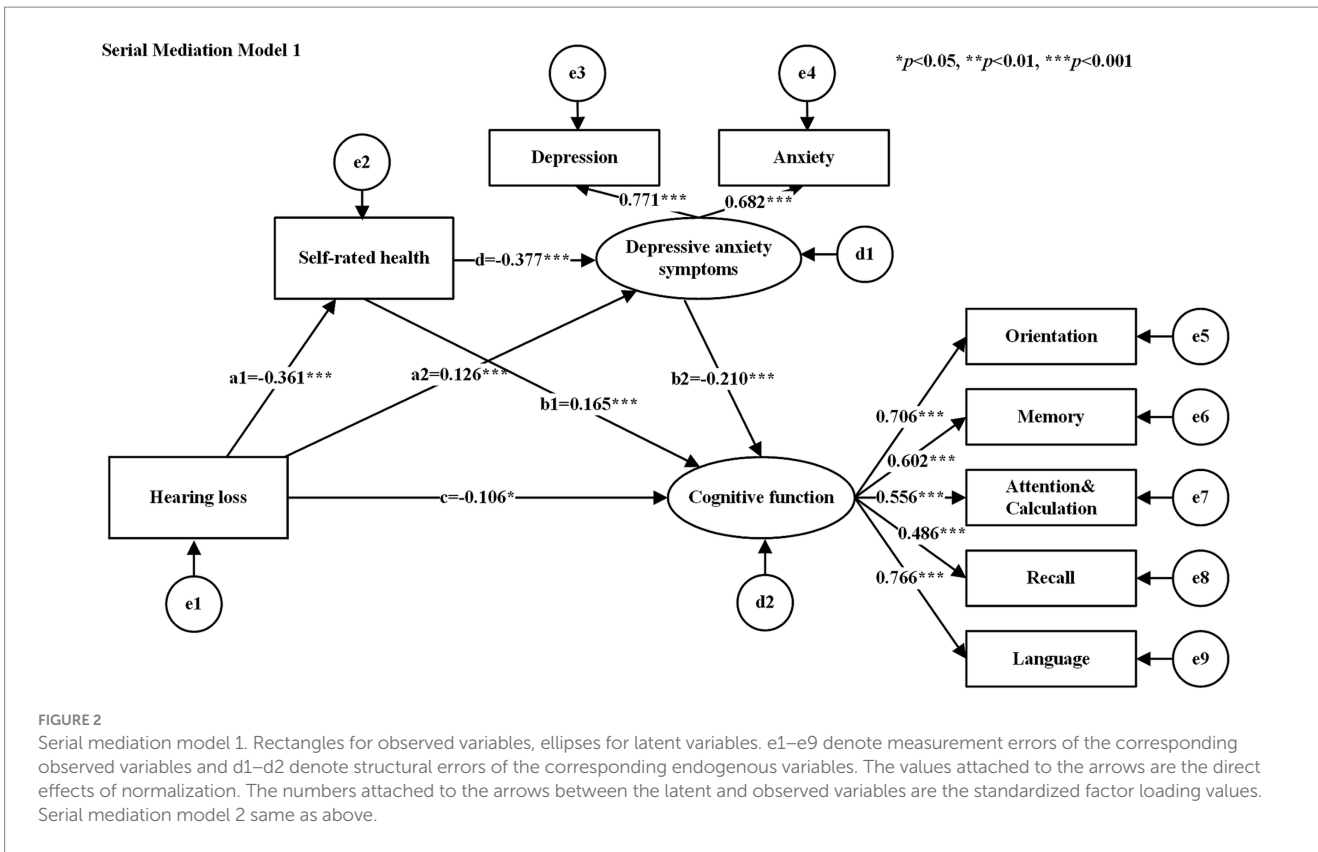 Serial Mediation Model 1
*p<0.05, **p<0.01, ***p<0.001
e3
e4
Depression
Anxiety
e2
0.771***
0.682***
Self-rated health
d=-0.377***
Depressive anxiety
symptoms
d1
Orientation
e5
a1=-0.361***
a2=0.126***
b2=-0.210***
b1=0.165***
0.706***
Memory
e6
0.602***
Hearing loss
c=-0.106*
Cognitive function
0.556***
Attention&
Calculation
e7
0.486***
0.766***
Recall
e8
e1
d2
Language
e9
FIGURE 2
Serial mediation model 1. Rectangles for observed variables, ellipses for latent variables. e1–e9 denote measurement errors of the corresponding
observed variables and d1–d2 denote structural errors of the corresponding endogenous variables. The values attached to the arrows are the direct
effects of normalization. The numbers attached to the arrows between the latent and observed variables are the standardized factor loading values.
Serial mediation model 2 same as above.